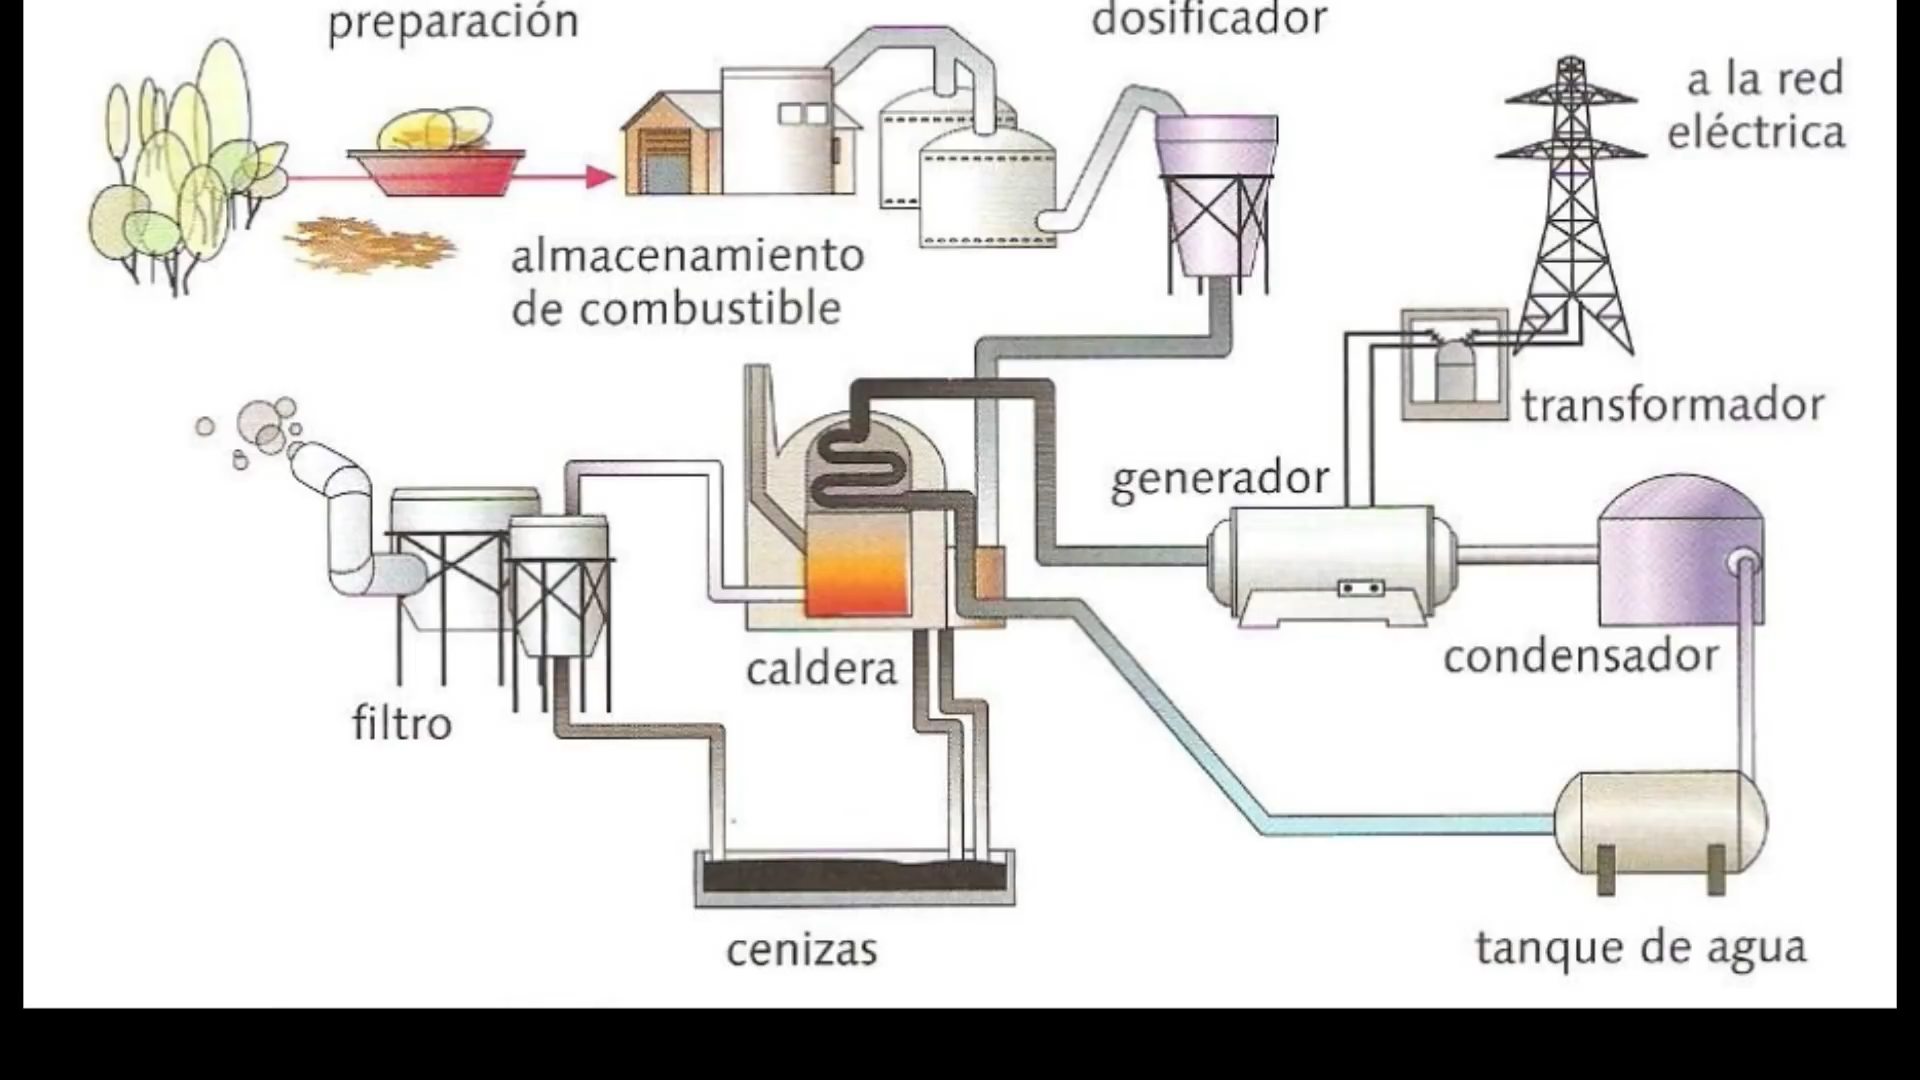 preparación
dosificador
a la red
eléctrica
almacenamiento
de combustible
transformador
generador
condensador
caldera
filtro
cenizas
tanque de agua